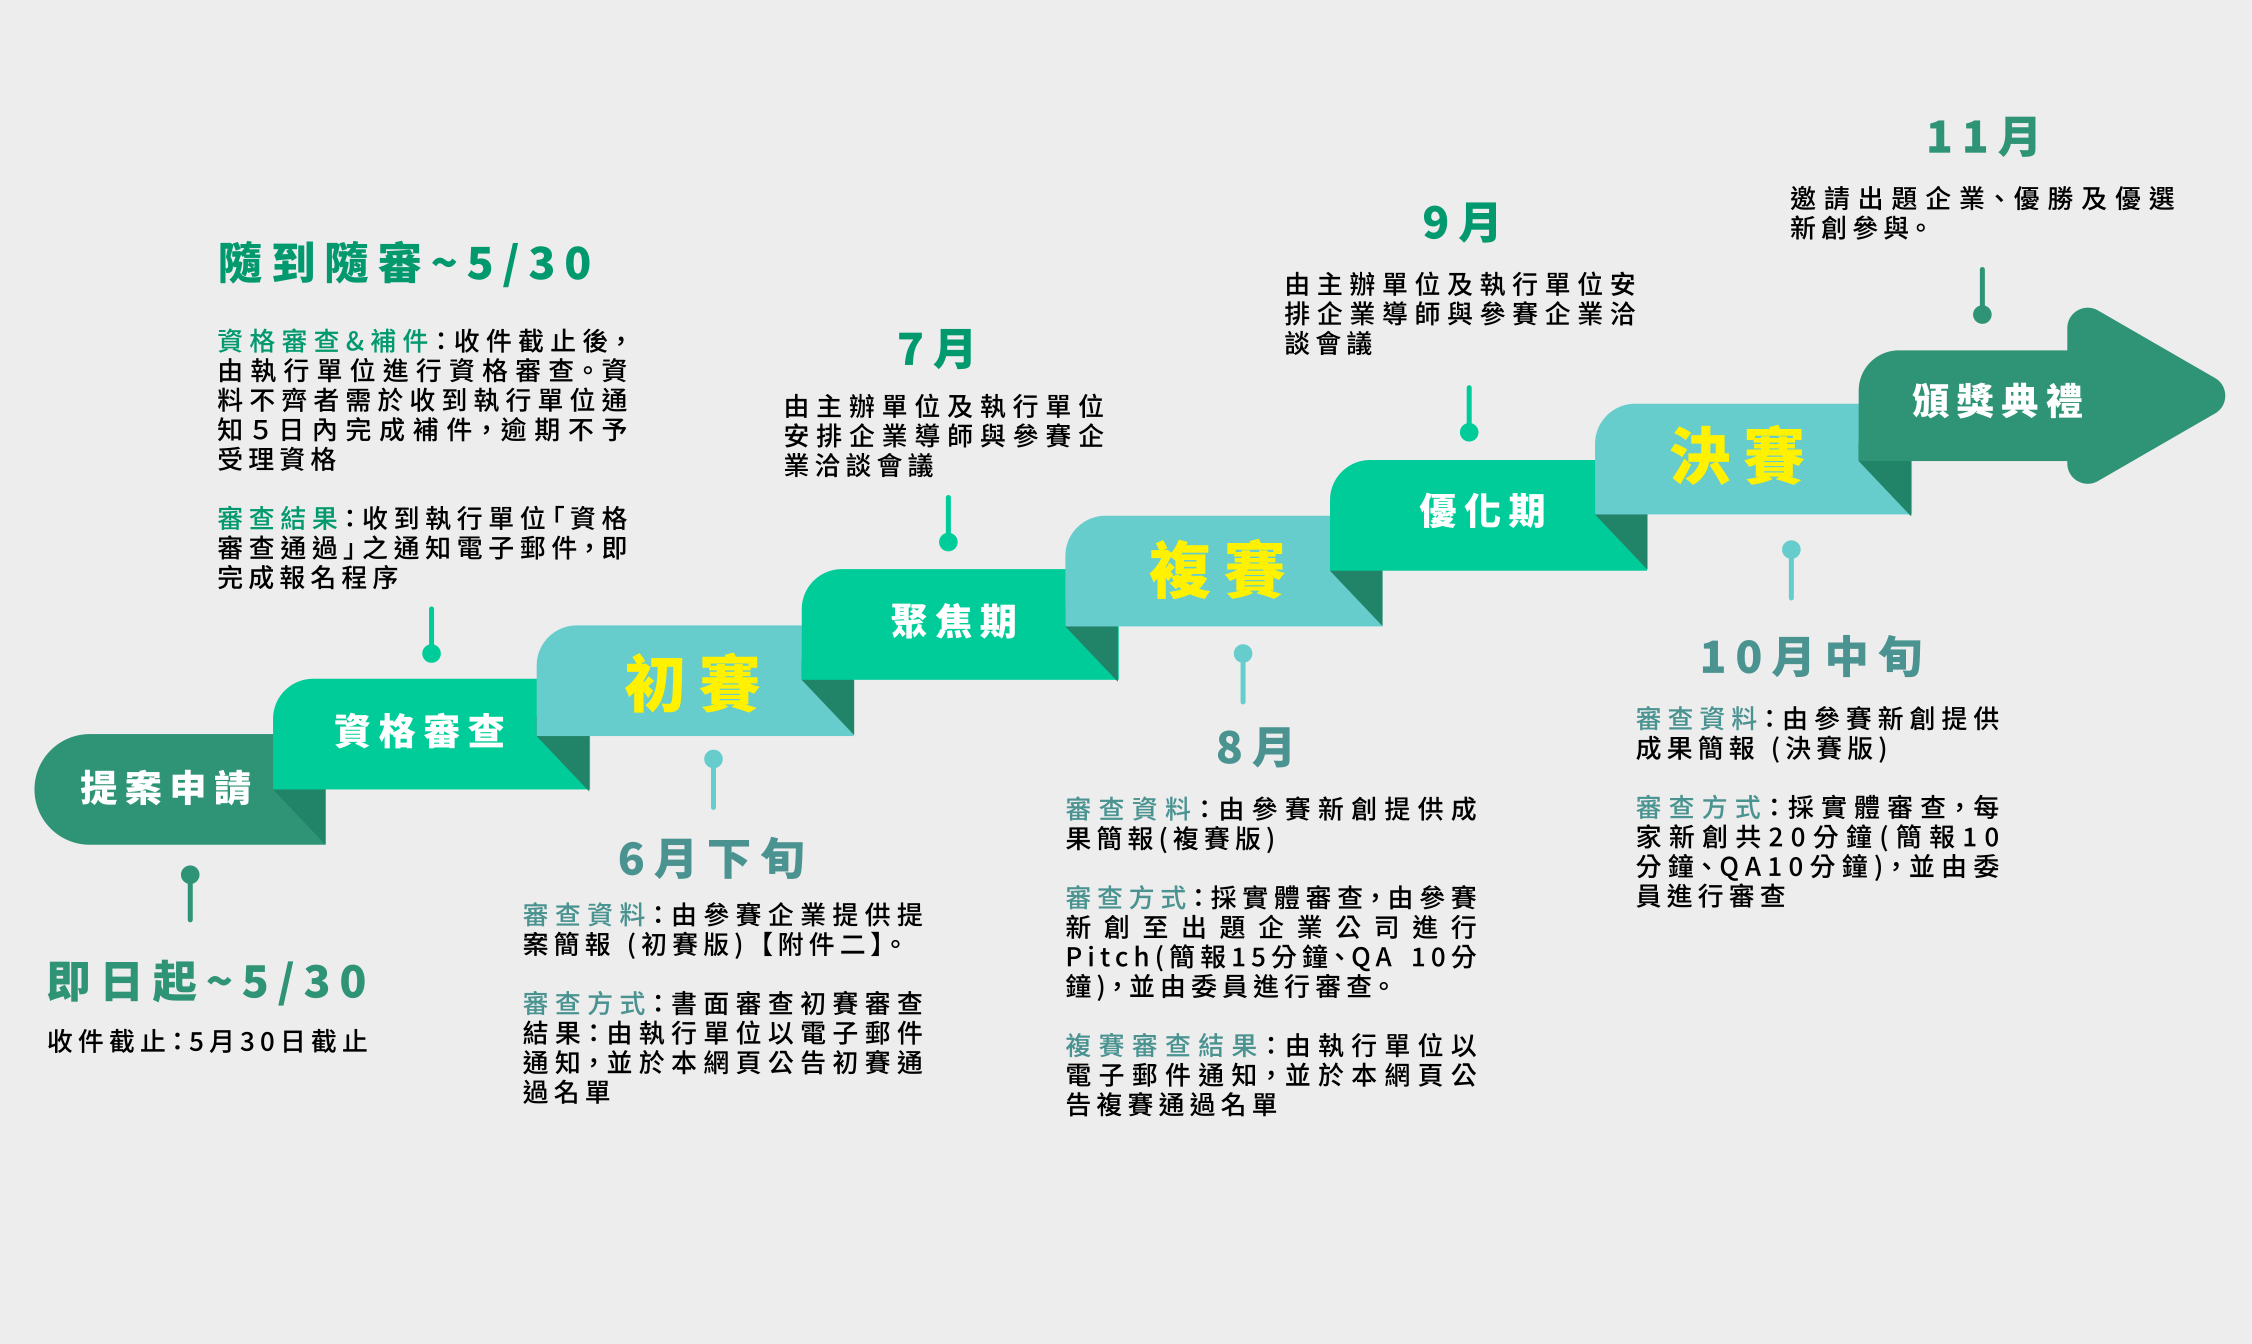 提案申請
即日起~5/30
收件截止：5月30日截止
隨到隨審~5/30
資格審查&補件：收件截止後，
由執行單位進行資格審查。資
料不齊者需於收到執行單位通
知5日內完成補件，逾期不予
受理資格
審查結果：收到執行單位「資格
審查通過」之通知電子郵件，即
完成報名程序
資格審查
初賽
6月下旬
審查資料：由參賽企業提供提
案簡報 (初賽版)【附件二】。
審查方式：書面審查初賽審查
結果：由執行單位以電子郵件
通知，並於本網頁公告初賽通
過名單
7月
由主辦單位及執行單位
安排企業導師與參賽企
業洽談會議
聚焦期
複賽
8月
審查資料：由參賽新創提供成
果簡報(複賽版)
審查方式：採實體審查，由參賽
新創至出題企業公司進行
Pitch(簡報15分鐘、QA 10分
鐘)，並由委員進行審查。
複賽審查結果：由執行單位以
電子郵件通知，並於本網頁公
告複賽通過名單
9月
由主辦單位及執行單位安
排企業導師與參賽企業洽
談會議
優化期
決賽
10月中旬
審查資料：由參賽新創提供
成果簡報 (決賽版)
審查方式：採實體審查，每
家新創共20分鐘(簡報10
分鐘、QA10分鐘)，並由委
員進行審查
11月
邀請出題企業、優勝及優選
新創參與。
頒獎典禮